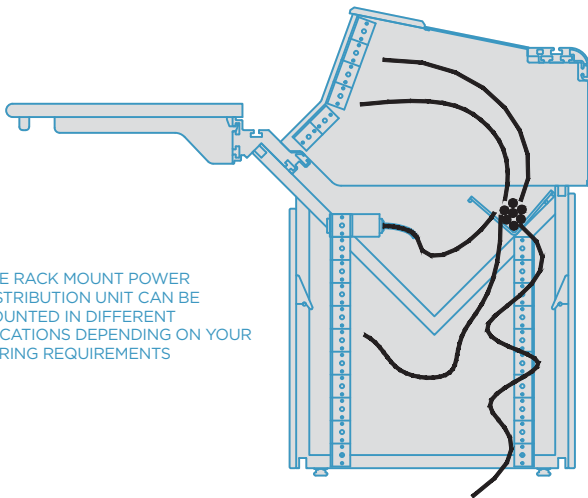 E RACK MOUNT POWER
STRIBUTION UNIT CAN BE
OUNTED IN DIFFERENT
CATIONS DEPENDING ON YOUR
RING REQUIREMENTS